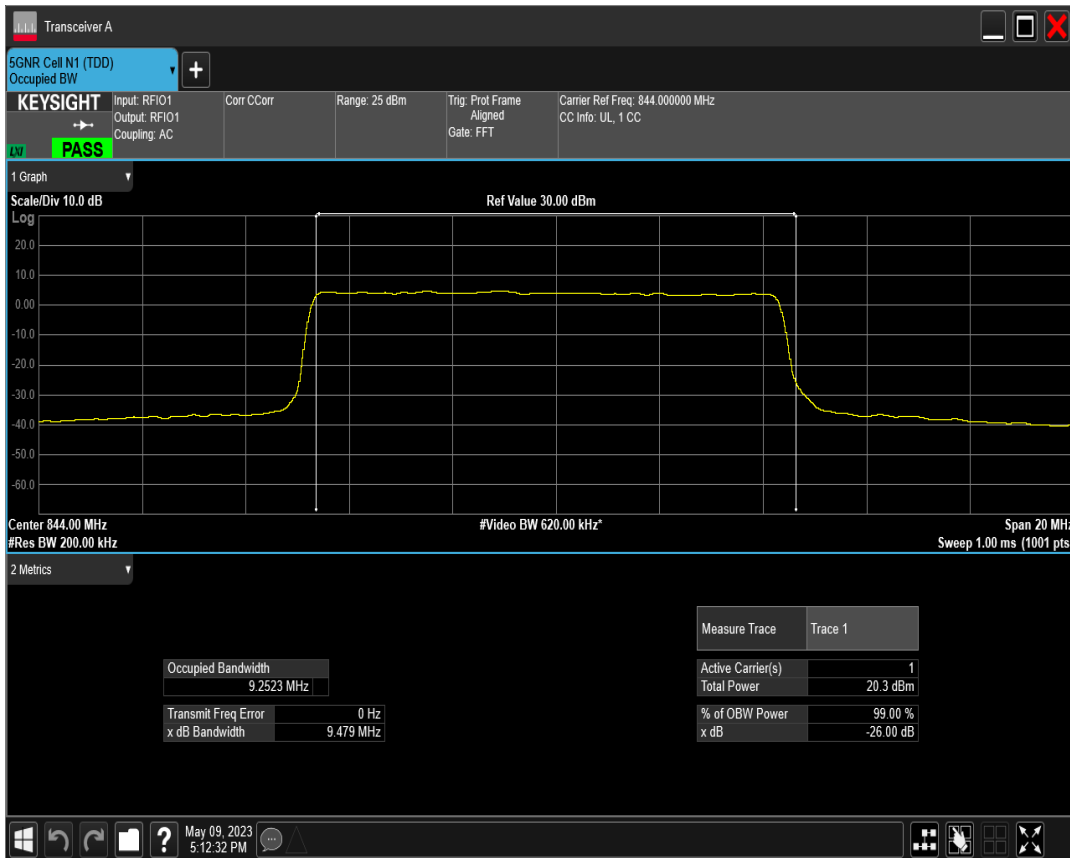 Transceiver A
5GNR Cell N1 (TDD)
Occupied BW
+
KEYSIGHT
LXI
PASS
Input: RFIO1
Output: RFIO1
Coupling: AC
Corr CCorr
Range: 25 dBm
Trig: Prot Frame
Aligned
Gate: FFT
Carrier Ref Freq: 844.000000 MHz
CC Info: UL, 1 CC
1 Graph
Scale/Div 10.0 dB
Ref Value 30.00 dBm
Log
20.0
10.0
0.00
-10.0
-20.0
-30.0
-40.0
-50.0
-60.0
Center 844.00 MHz
#Video BW 620.00 kHz*
Span 20 MHz
#Res BW 200.00 kHz
Sweep 1.00 ms (1001 pts
2 Metrics
Measure Trace Trace 1
Occupied Bandwidth
9.2523 MHz
Active Carrier(s) 1
Total Power 20.3 dBm
Transmit Freq Error 0 Hz
x dB Bandwidth 9.479 MHz
% of OBW Power 99.00 %
x dB -26.00 dB
?
May 09, 2023
5:12:32 PM